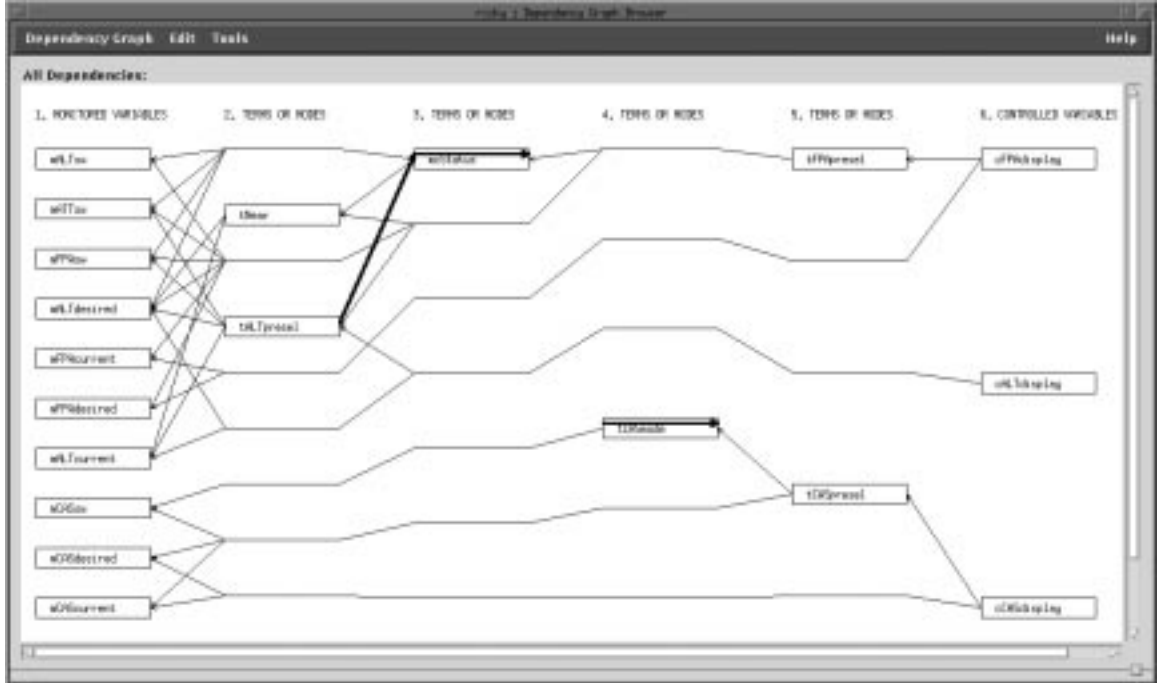 : Dependency Graph Browser
Dependency Graph Edit Tools Help
All Dependencies:
1. MONITORED VARIABLES 2. TERMS OR MODES 3. TERMS OR MODES 4. TERMS OR MODES 5. TERMS OR MODES 6. CONTROLLED VARIABLES
mALTsw tFPApresel cFPAdisplay
mATTsw tNear
mFPAsw
mALTdesired tALTpresel
mFPAcurrent
cALTdisplay
mFPAdesired
mALTcurrent
tCASpresel
mCASsw
mCASdesired
mCAScurrent cCASdisplay